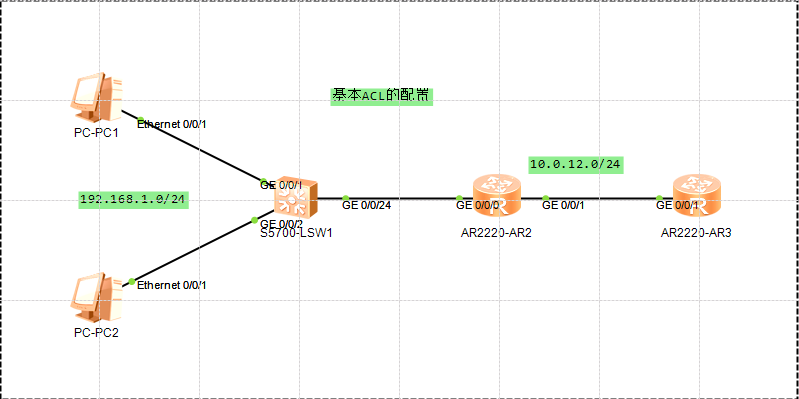 基本ACL的配置
PC-PC1
Ethernet 0/0/1
10.0.12.0/24
GE 0/0/1
192.168.1.0/24
GE 0/0/24
GE 0/0/0
GE 0/0/1
GE 0/0/1
GE 0/0/2
S5700-LSW1
AR2220-AR2
AR2220-AR3
Ethernet 0/0/1
PC-PC2